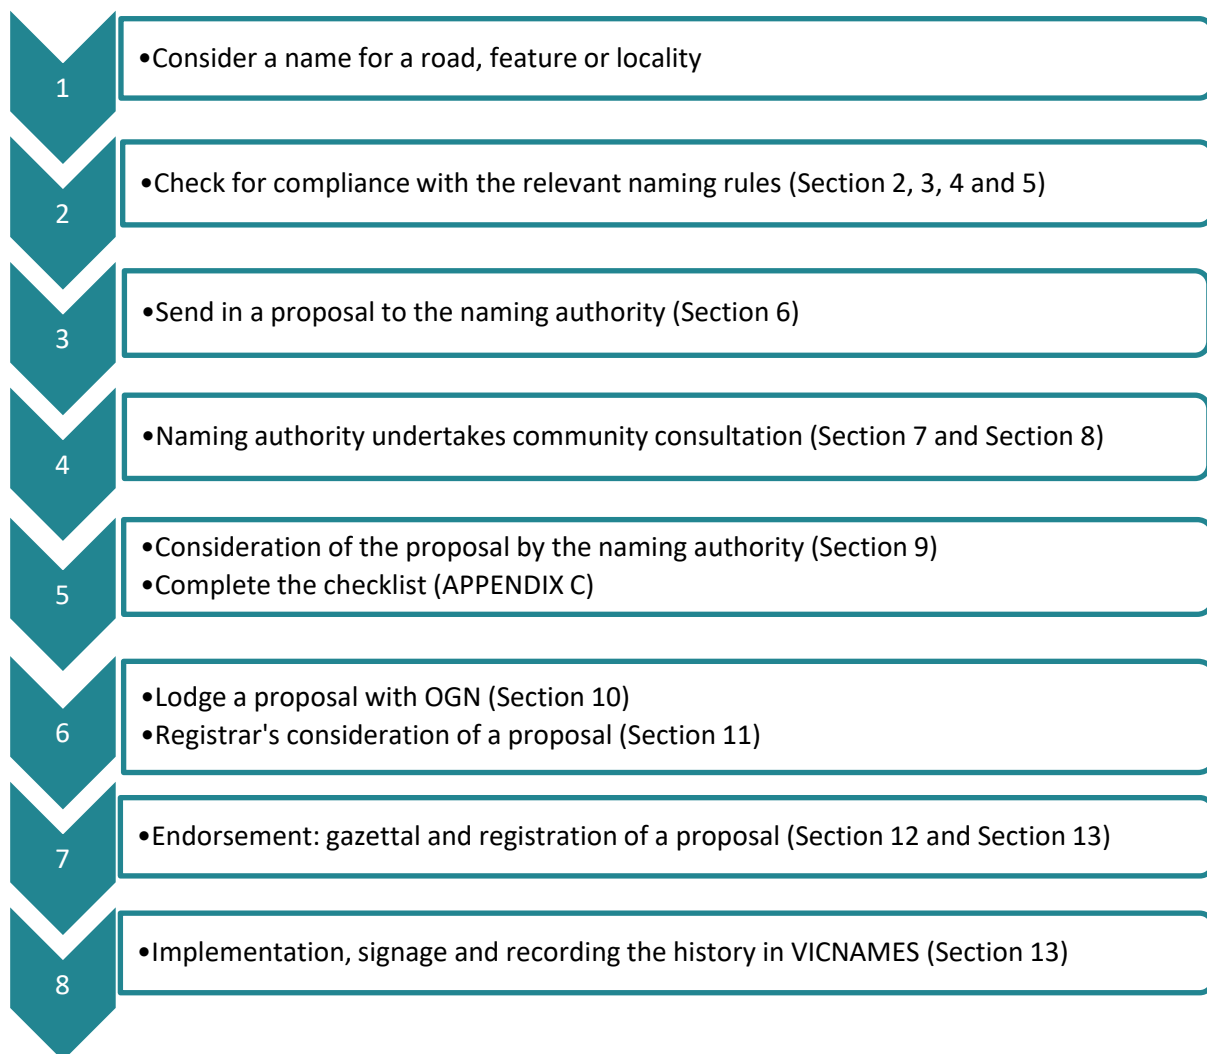 1
•Consider a name for a road, feature or locality
2
•Check for compliance with the relevant naming rules (Section 2, 3, 4 and 5)
3
•Send in a proposal to the naming authority (Section 6)
4
•Naming authority undertakes community consultation (Section 7 and Section 8)
5
•Consideration of the proposal by the naming authority (Section 9)
•Complete the checklist (APPENDIX C)
6
•Lodge a proposal with OGN (Section 10)
•Registrar's consideration of a proposal (Section 11)
7
•Endorsement: gazettal and registration of a proposal (Section 12 and Section 13)
8
•Implementation, signage and recording the history in VICNAMES (Section 13)